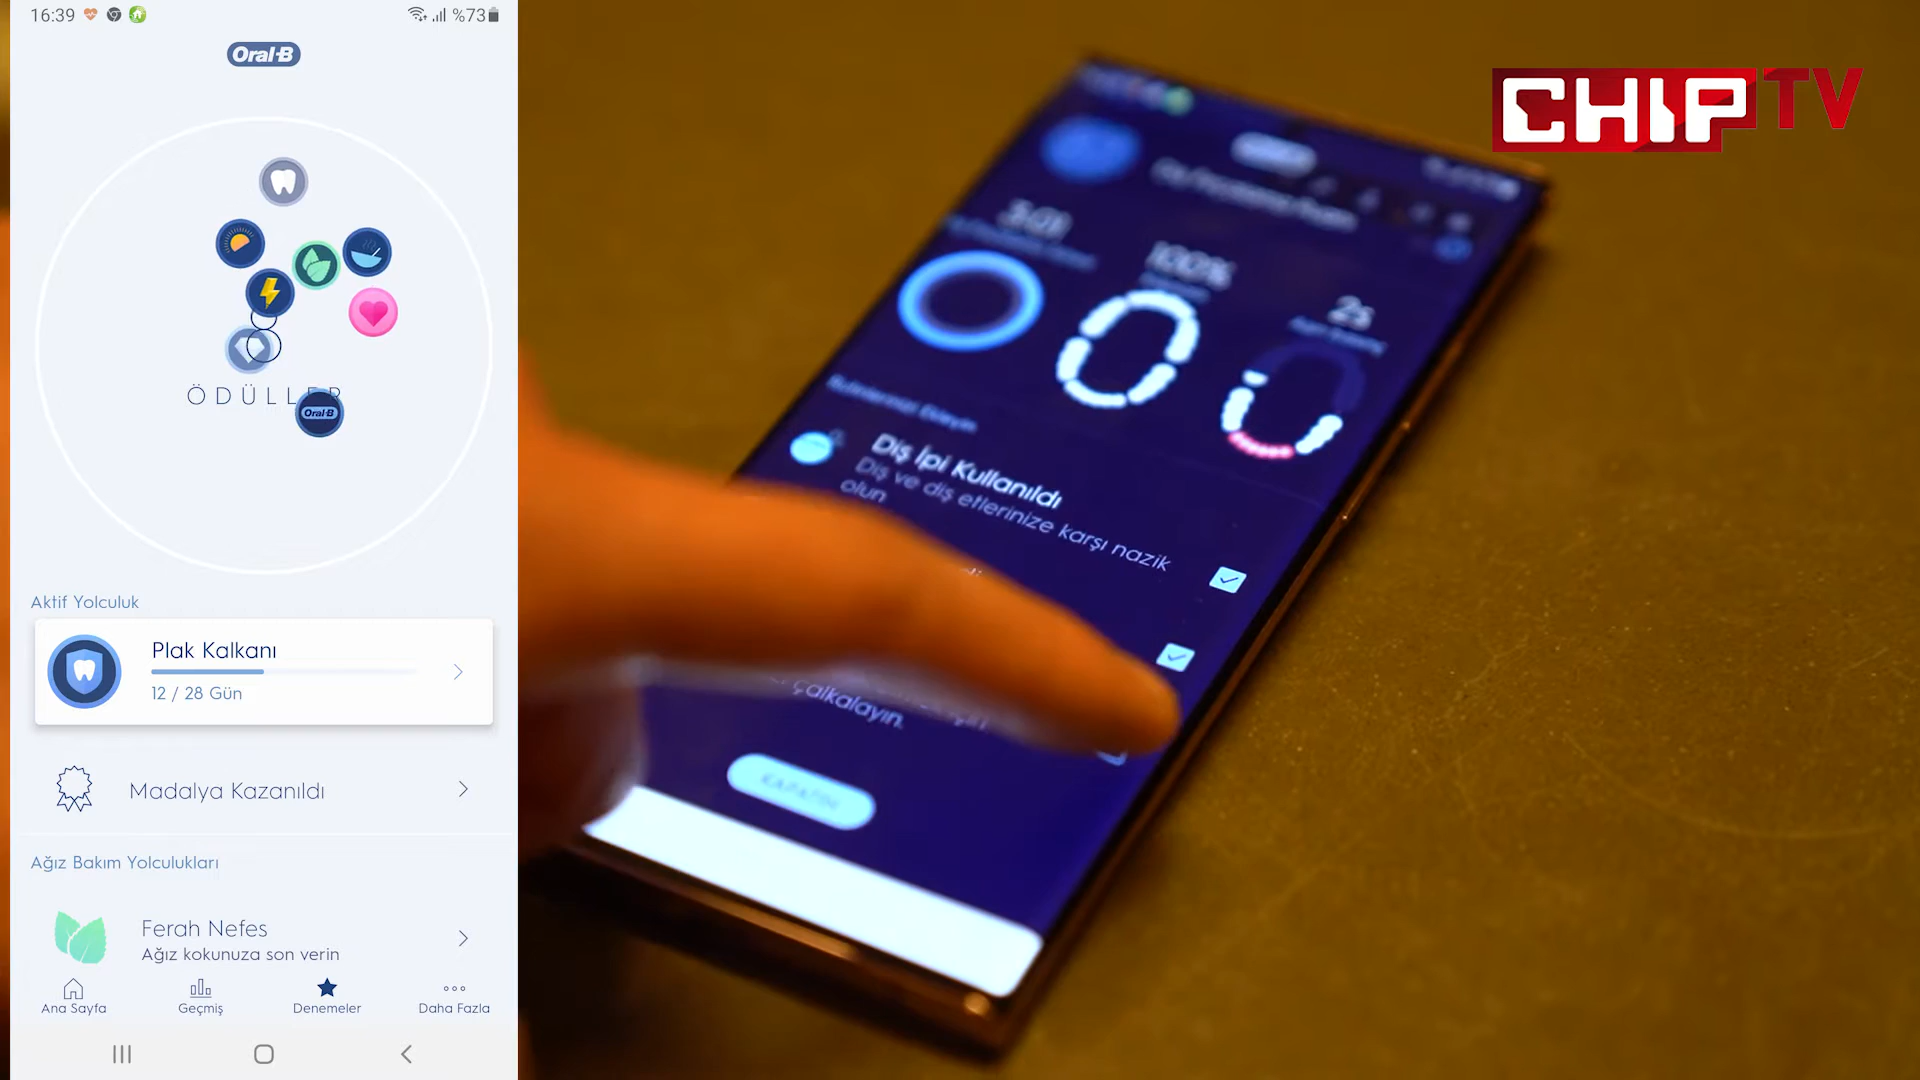 16:39
%73
Oral-B
ÖDÜLLER
Oral-B
Aktif Yolculuk
Plak Kalkanı
12 / 28 Gün
Madalya Kazanıldı
Ağız Bakım Yolculukları
Ferah Nefes
Ağız kokunuza son verin
Ana Sayfa
Geçmiş
Denemeler
Daha Fazla
CHIP TV
100%
2s
Diş İpi Kullanıldı
Diş ve diş etlerinize karşı nazik
olun
çalkalayın.